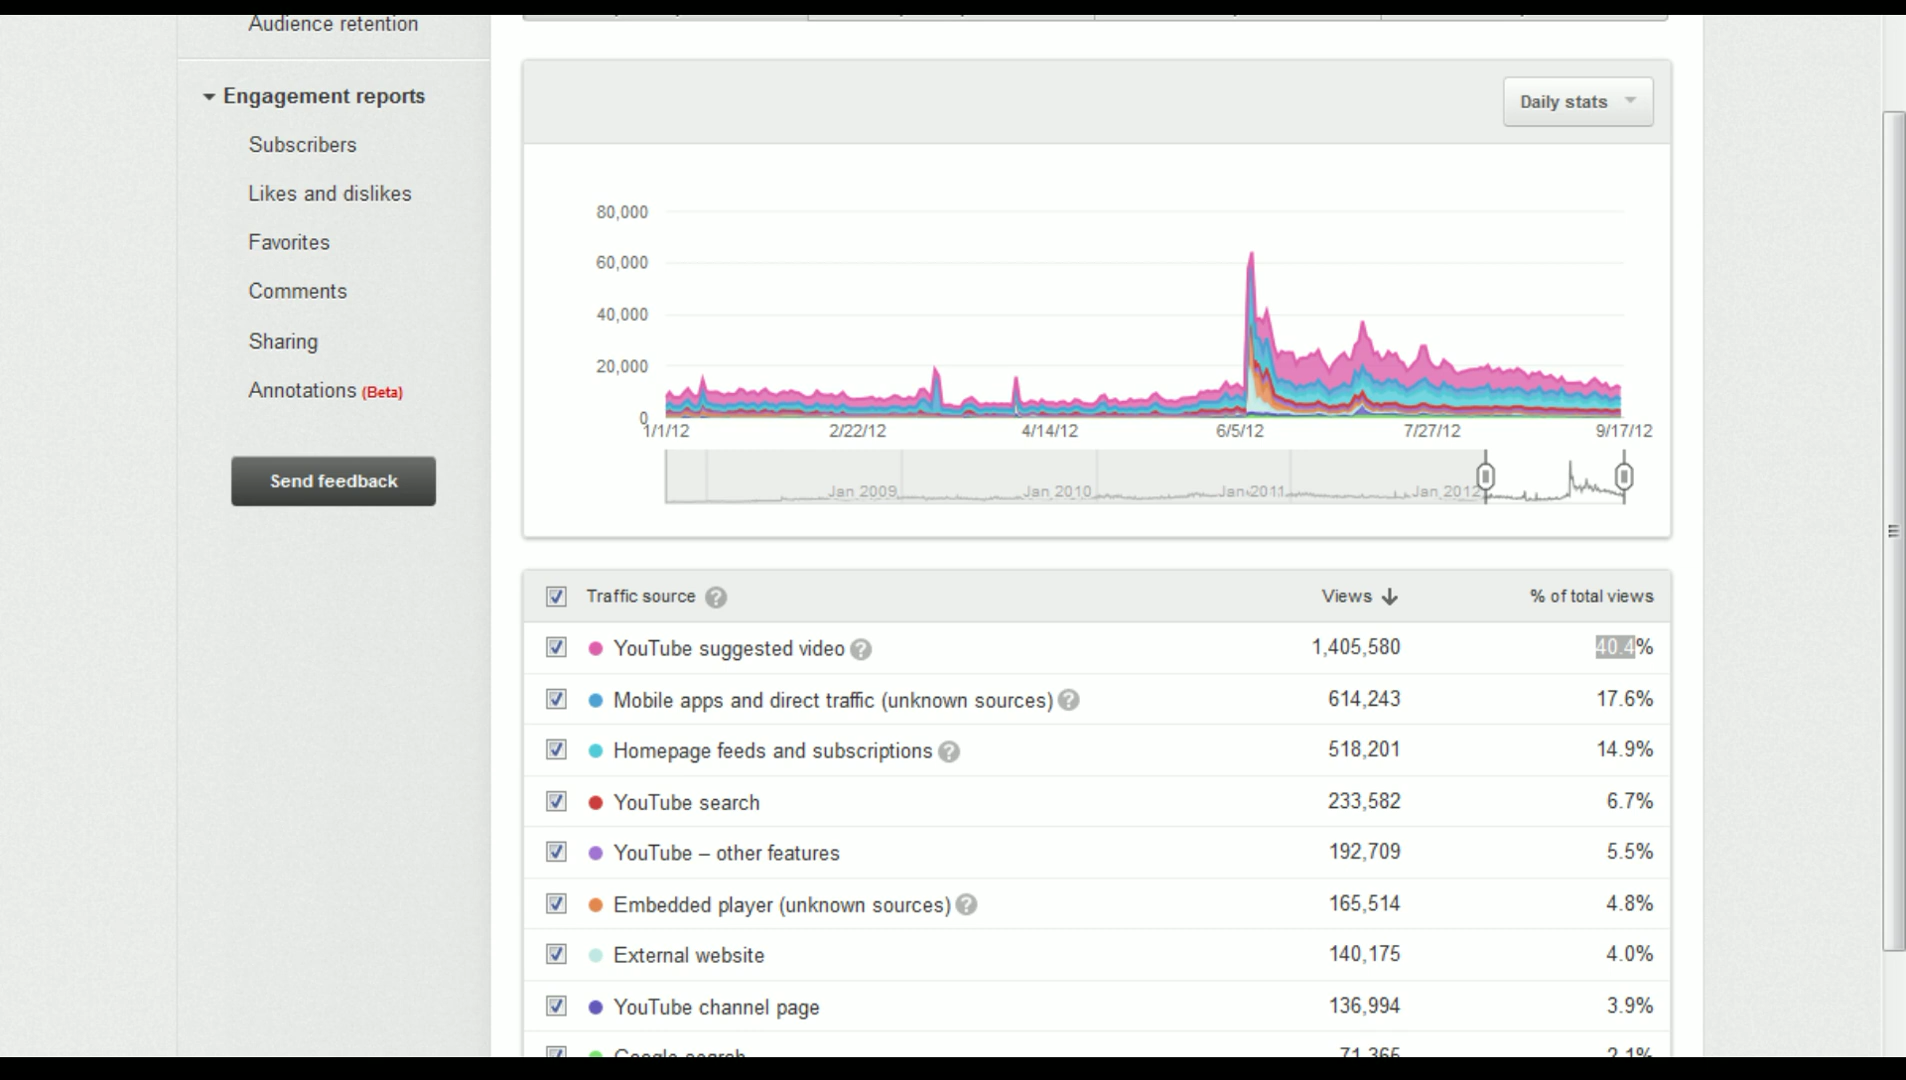 Audience retention
Engagement reports
Subscribers
Likes and dislikes
Favorites
Comments
Sharing
Annotations (Beta)
Send feedback
Daily stats
80,000
60,000
40,000
20,000
0
1/1/12 2/22/12 4/14/12 6/5/12 7/27/12 9/17/12
Jan 2009 Jan 2010 Jan 2011 Jan 2012
Traffic source ? Views % of total views
YouTube suggested video ? 1,405,580 40.4%
Mobile apps and direct traffic (unknown sources) ? 614,243 17.6%
Homepage feeds and subscriptions ? 518,201 14.9%
YouTube search 233,582 6.7%
YouTube – other features 192,709 5.5%
Embedded player (unknown sources) ? 165,514 4.8%
External website 140,175 4.0%
YouTube channel page 136,994 3.9%
Google search 71,365 2.1%